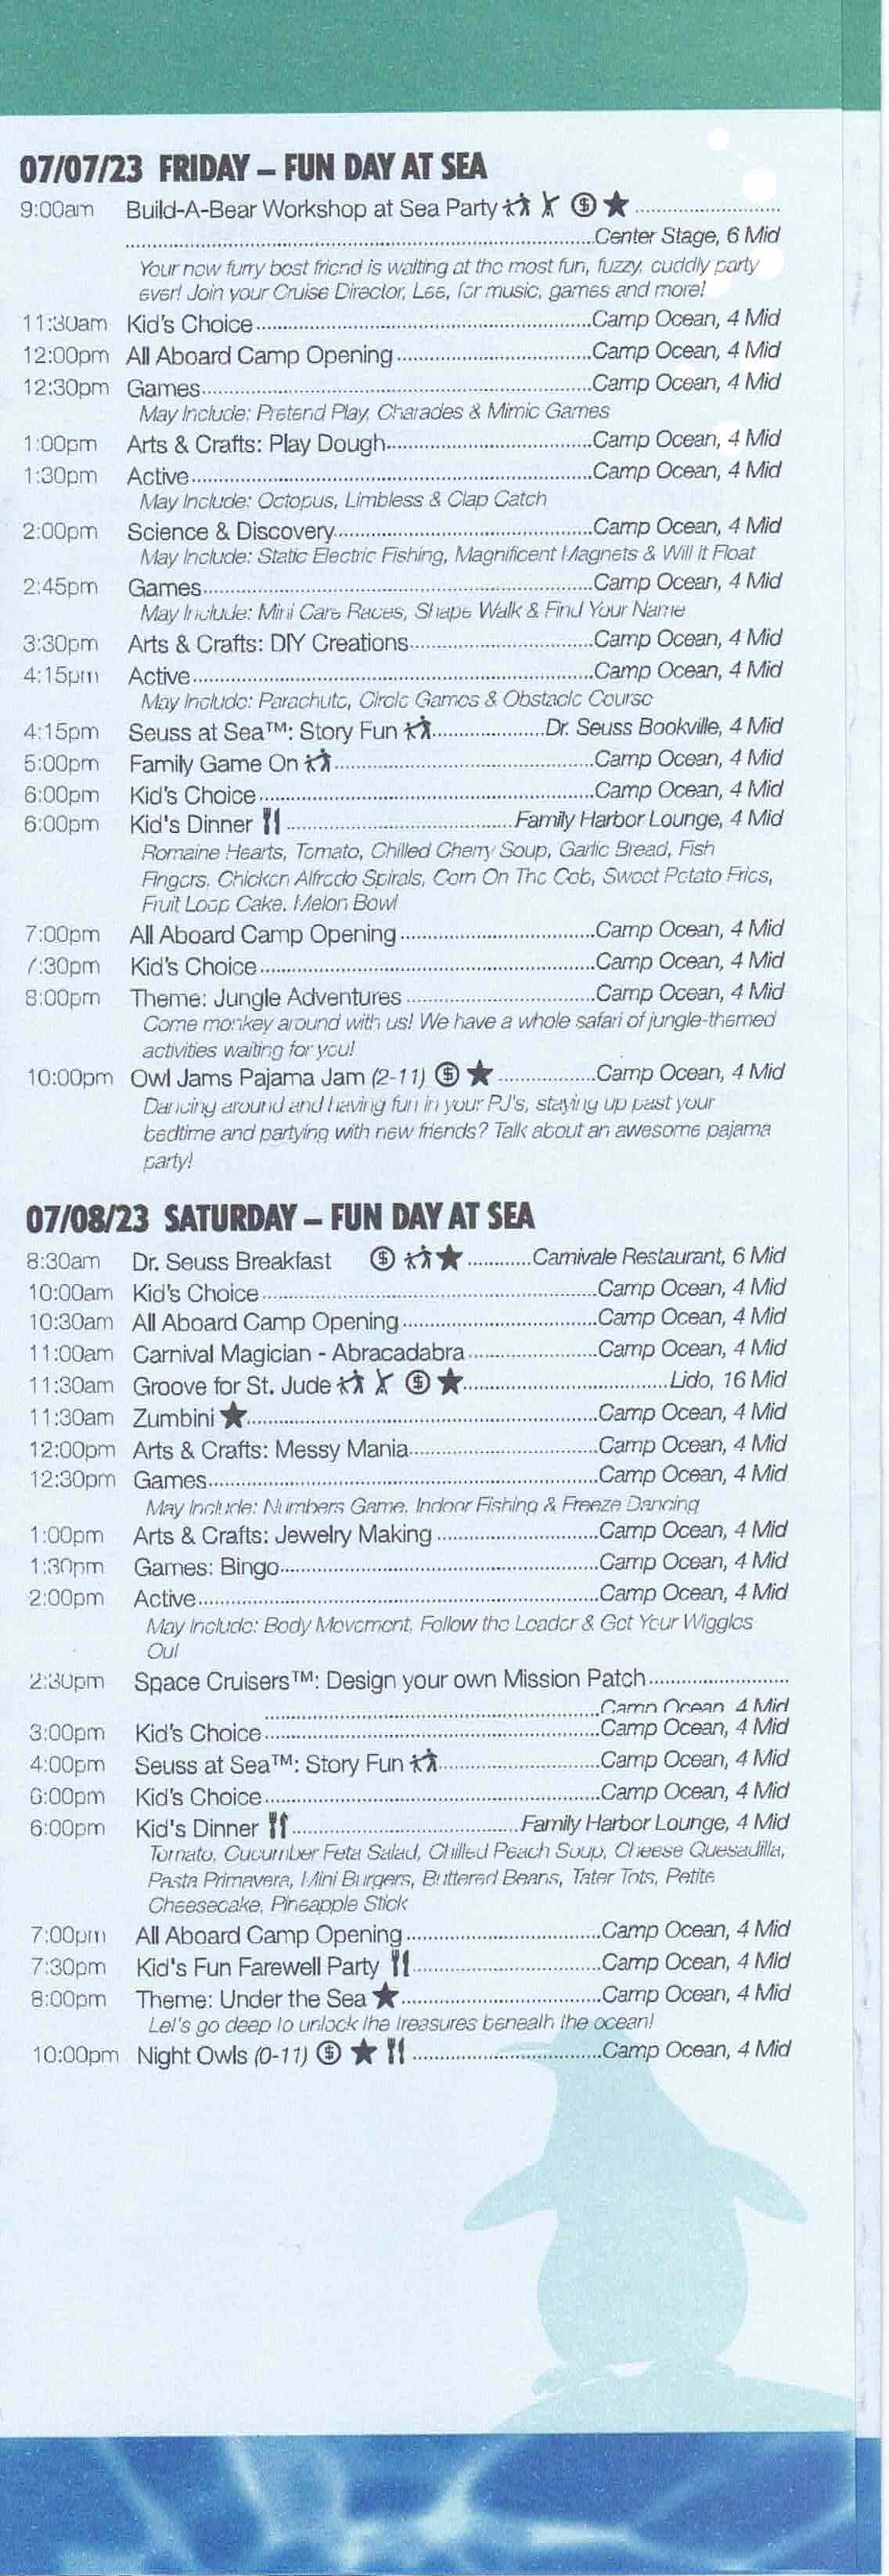 07/07/23 FRIDAY – FUN DAY AT SEA
9:00am Build-A-Bear Workshop at Sea Party $ ★ ..............................
..............................Center Stage, 6 Mid
Your new furry best friend is waiting at the most fun, fuzzy, cuddly party
ever! Join your Cruise Director, Lee, for music, games and more!
11:30am Kid's Choice..............................Camp Ocean, 4 Mid
12:00pm All Aboard Camp Opening..............................Camp Ocean, 4 Mid
12:30pm Games..............................Camp Ocean, 4 Mid
May Include: Pretend Play, Charades & Mimic Games
1:00pm Arts & Crafts: Play Dough..............................Camp Ocean, 4 Mid
1:30pm Active..............................Camp Ocean, 4 Mid
May Include: Octopus, Limbless & Clap Catch
2:00pm Science & Discovery..............................Camp Ocean, 4 Mid
May Include: Static Electric Fishing, Magnificent Magnets & Will It Float
2:45pm Games..............................Camp Ocean, 4 Mid
May Include: Mini Cars Races, Shape Walk & Find Your Name
3:30pm Arts & Crafts: DIY Creations..............................Camp Ocean, 4 Mid
4:15pm Active..............................Camp Ocean, 4 Mid
May Include: Parachute, Circle Games & Obstacle Course
4:15pm Seuss at Sea™: Story Fun ..............................Dr. Seuss Bookville, 4 Mid
5:00pm Family Game On ..............................Camp Ocean, 4 Mid
6:00pm Kid's Choice..............................Camp Ocean, 4 Mid
6:00pm Kid's Dinner ..............................Family Harbor Lounge, 4 Mid
Romaine Hearts, Tomato, Chilled Cherry Soup, Garlic Bread, Fish
Fingers, Chicken Alfredo Spirals, Corn On The Cob, Sweet Potato Fries,
Fruit Loop Cake, Melon Bowl
7:00pm All Aboard Camp Opening..............................Camp Ocean, 4 Mid
7:30pm Kid's Choice..............................Camp Ocean, 4 Mid
8:00pm Theme: Jungle Adventures..............................Camp Ocean, 4 Mid
Come monkey around with us! We have a whole safari of jungle-themed
activities waiting for you!
10:00pm Owl Jams Pajama Jam (2-11) $ ★ ..............................Camp Ocean, 4 Mid
Dancing around and having fun in your PJ's, staying up past your
bedtime and partying with new friends? Talk about an awesome pajama
party!
07/08/23 SATURDAY – FUN DAY AT SEA
8:30am Dr. Seuss Breakfast $ ★ ..............................Carnivale Restaurant, 6 Mid
10:00am Kid's Choice..............................Camp Ocean, 4 Mid
10:30am All Aboard Camp Opening..............................Camp Ocean, 4 Mid
11:00am Carnival Magician - Abracadabra..............................Camp Ocean, 4 Mid
11:30am Groove for St. Jude $ ★ ..............................Lido, 16 Mid
11:30am Zumbini ★ ..............................Camp Ocean, 4 Mid
12:00pm Arts & Crafts: Messy Mania..............................Camp Ocean, 4 Mid
12:30pm Games..............................Camp Ocean, 4 Mid
May Include: Numbers Game, Indoor Fishing & Freeze Dancing
1:00pm Arts & Crafts: Jewelry Making..............................Camp Ocean, 4 Mid
1:30pm Games: Bingo..............................Camp Ocean, 4 Mid
2:00pm Active..............................Camp Ocean, 4 Mid
May Include: Body Movement, Follow the Leader & Get Your Wiggles
Out
2:30pm Space Cruisers™: Design your own Mission Patch..............................
..............................Camp Ocean, 4 Mid
3:00pm Kid's Choice..............................Camp Ocean, 4 Mid
4:00pm Seuss at Sea™: Story Fun ..............................Camp Ocean, 4 Mid
6:00pm Kid's Choice..............................Camp Ocean, 4 Mid
6:00pm Kid's Dinner ..............................Family Harbor Lounge, 4 Mid
Tomato, Cucumber Feta Salad, Chilled Peach Soup, Cheese Quesadilla,
Pasta Primavera, Mini Burgers, Buttered Beans, Tater Tots, Petite
Cheesecake, Pineapple Stick
7:00pm All Aboard Camp Opening..............................Camp Ocean, 4 Mid
7:30pm Kid's Fun Farewell Party ..............................Camp Ocean, 4 Mid
8:00pm Theme: Under the Sea ★ ..............................Camp Ocean, 4 Mid
Let's go deep to unlock the treasures beneath the ocean!
10:00pm Night Owls (0-11) $ ★ ..............................Camp Ocean, 4 Mid